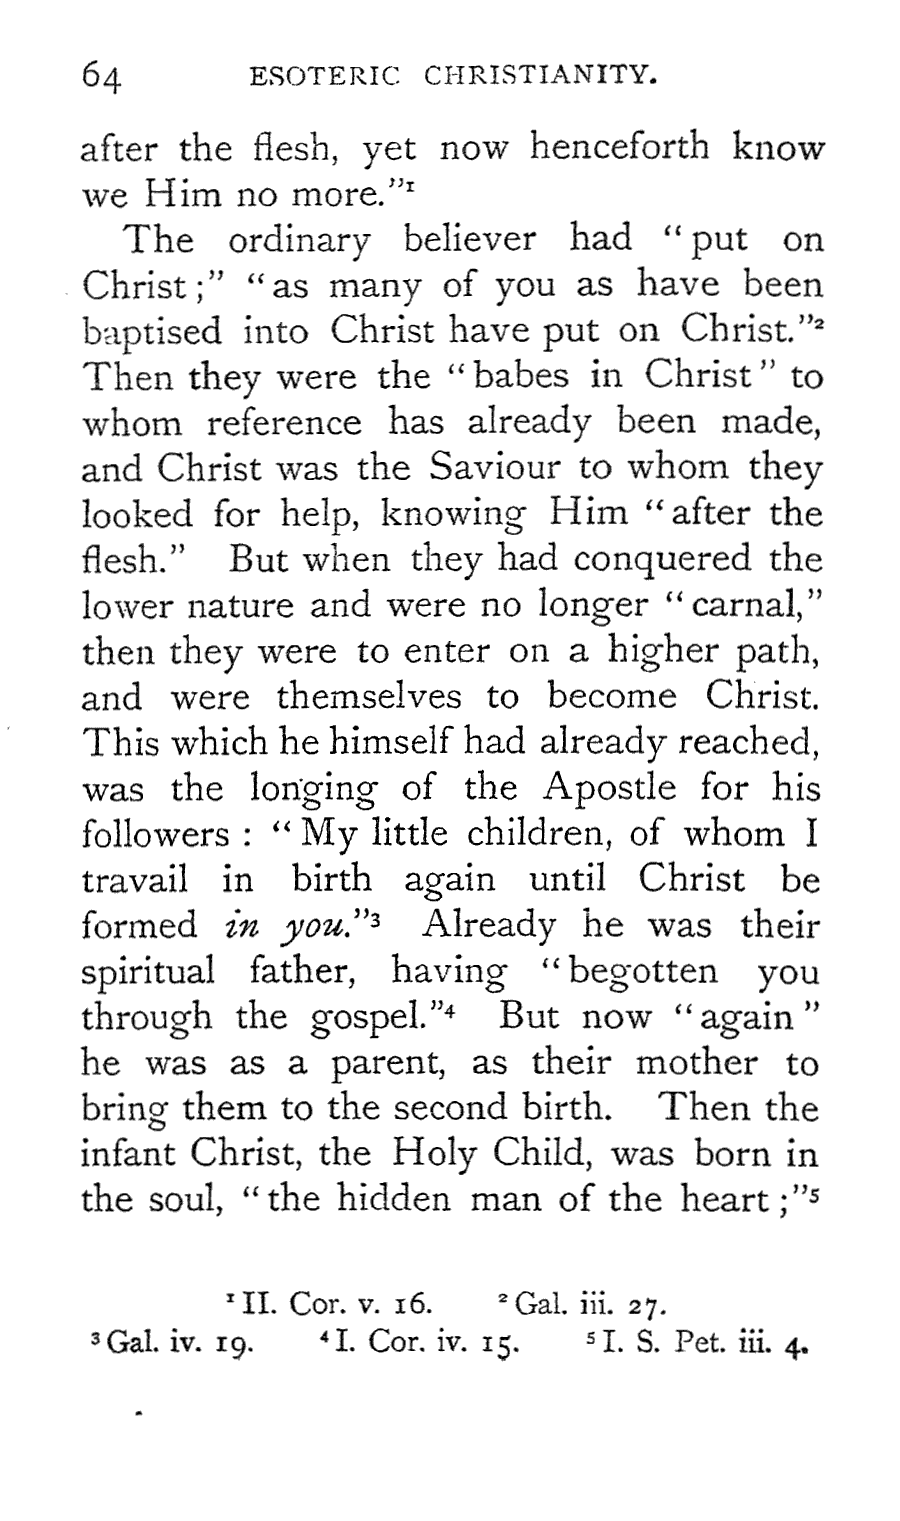 64 ESOTERIC CHRISTIANITY.
after the flesh, yet now henceforth know
we Him no more."¹
The ordinary believer had "put on
Christ;" "as many of you as have been
baptised into Christ have put on Christ."²
Then they were the "babes in Christ" to
whom reference has already been made,
and Christ was the Saviour to whom they
looked for help, knowing Him "after the
flesh." But when they had conquered the
lower nature and were no longer "carnal,"
then they were to enter on a higher path,
and were themselves to become Christ.
This which he himself had already reached,
was the longing of the Apostle for his
followers : "My little children, of whom I
travail in birth again until Christ be
formed in you."³ Already he was their
spiritual father, having "begotten you
through the gospel."⁴ But now "again"
he was as a parent, as their mother to
bring them to the second birth. Then the
infant Christ, the Holy Child, was born in
the soul, "the hidden man of the heart;"⁵
¹ II. Cor. v. 16. ² Gal. iii. 27.
³ Gal. iv. 19. ⁴ I. Cor. iv. 15. ⁵ I. S. Pet. iii. 4.